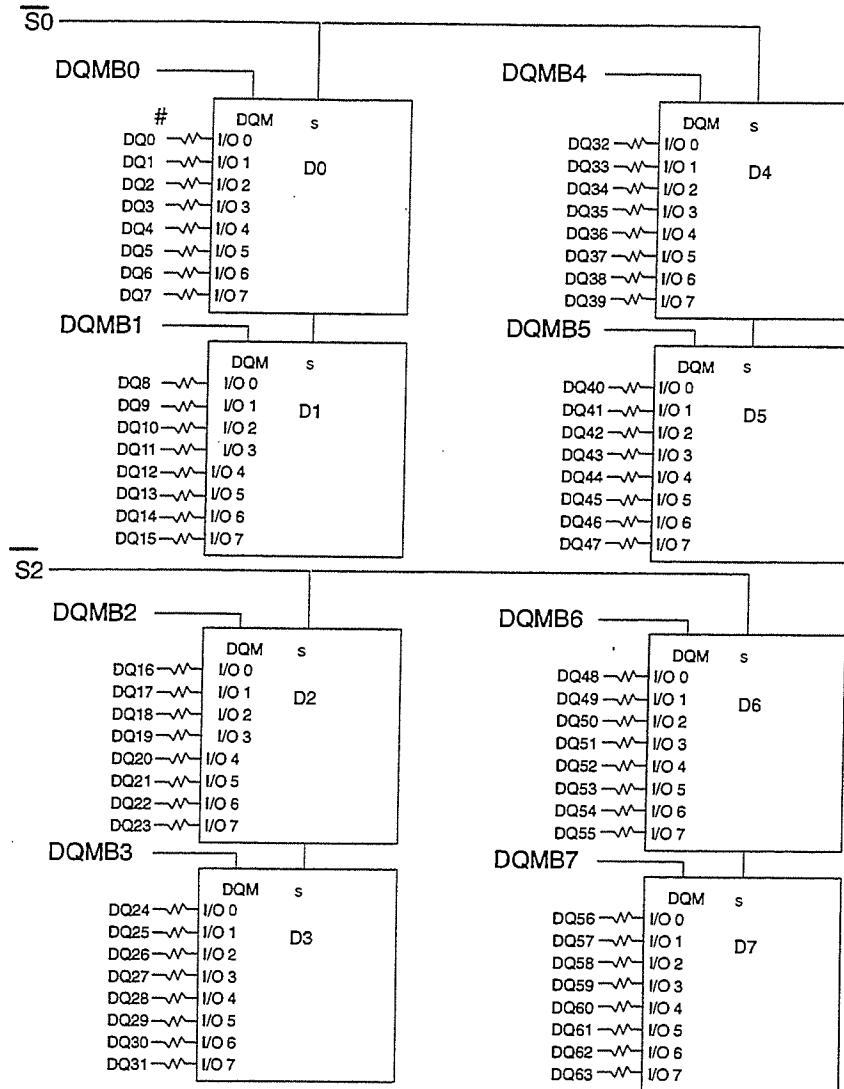 S0
DQMB0
DQM s
#
DQ0 I/O 0
DQ1 I/O 1
DQ2 I/O 2
DQ3 I/O 3
DQ4 I/O 4
DQ5 I/O 5
DQ6 I/O 6
DQ7 I/O 7
D0
DQMB4
DQM s
DQ32 I/O 0
DQ33 I/O 1
DQ34 I/O 2
DQ35 I/O 3
DQ36 I/O 4
DQ37 I/O 5
DQ38 I/O 6
DQ39 I/O 7
D4
DQMB1
DQM s
DQ8 I/O 0
DQ9 I/O 1
DQ10 I/O 2
DQ11 I/O 3
DQ12 I/O 4
DQ13 I/O 5
DQ14 I/O 6
DQ15 I/O 7
D1
DQMB5
DQM s
DQ40 I/O 0
DQ41 I/O 1
DQ42 I/O 2
DQ43 I/O 3
DQ44 I/O 4
DQ45 I/O 5
DQ46 I/O 6
DQ47 I/O 7
D5
S2
DQMB2
DQM s
DQ16 I/O 0
DQ17 I/O 1
DQ18 I/O 2
DQ19 I/O 3
DQ20 I/O 4
DQ21 I/O 5
DQ22 I/O 6
DQ23 I/O 7
D2
DQMB6
DQM s
DQ48 I/O 0
DQ49 I/O 1
DQ50 I/O 2
DQ51 I/O 3
DQ52 I/O 4
DQ53 I/O 5
DQ54 I/O 6
DQ55 I/O 7
D6
DQMB3
DQM s
DQ24 I/O 0
DQ25 I/O 1
DQ26 I/O 2
DQ27 I/O 3
DQ28 I/O 4
DQ29 I/O 5
DQ30 I/O 6
DQ31 I/O 7
D3
DQMB7
DQM s
DQ56 I/O 0
DQ57 I/O 1
DQ58 I/O 2
DQ59 I/O 3
DQ60 I/O 4
DQ61 I/O 5
DQ62 I/O 6
DQ63 I/O 7
D7